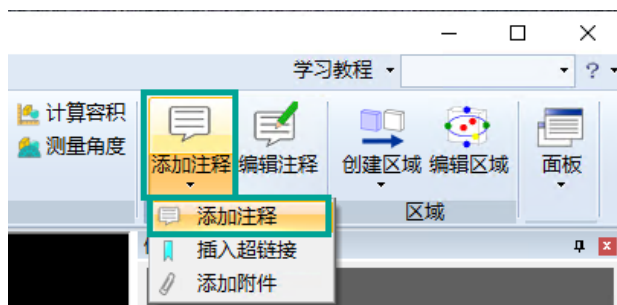 学习教程
?
计算容积
测量角度
添加注释
编辑注释
创建区域
编辑区域
面板
添加注释
区域
插入超链接
添加附件